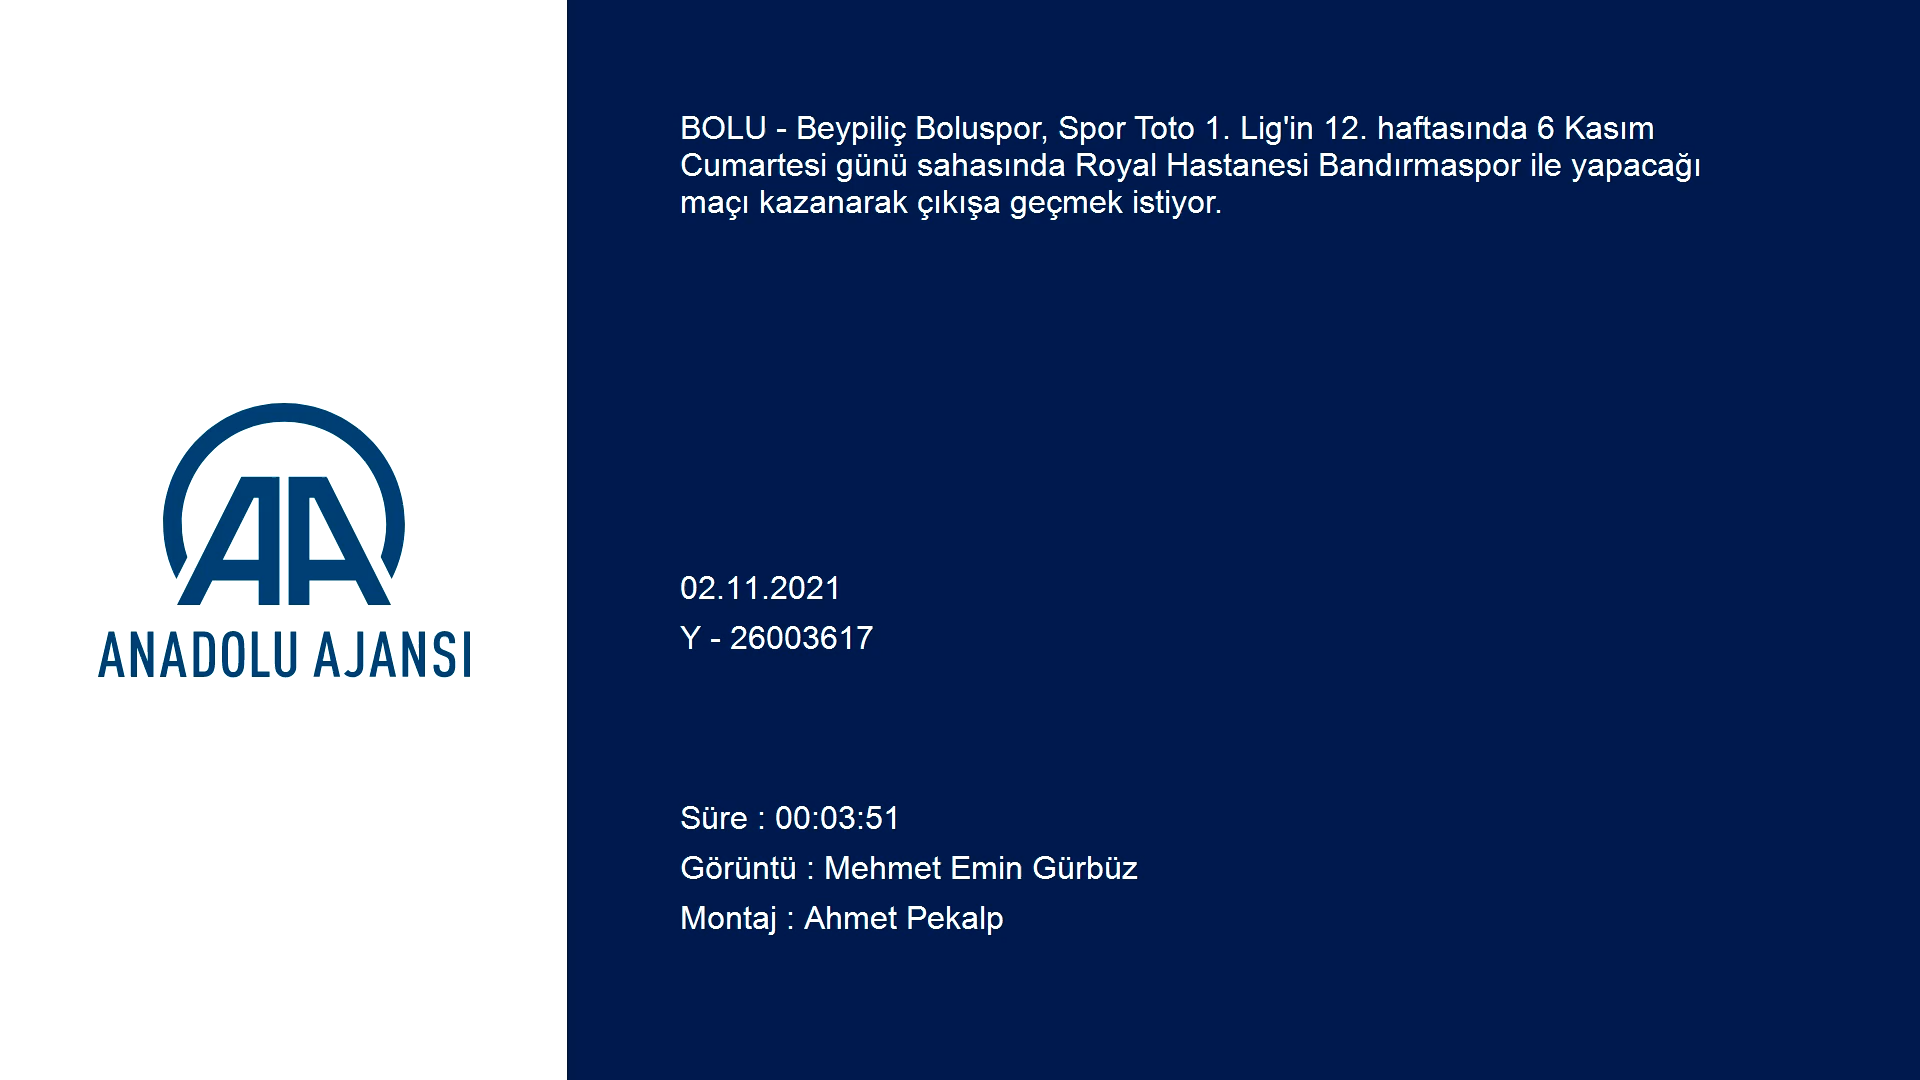 AA
ANADOLU AJANSI
BOLU - Beypiliç Boluspor, Spor Toto 1. Lig'in 12. haftasında 6 Kasım
Cumartesi günü sahasında Royal Hastanesi Bandırmaspor ile yapacağı
maçı kazanarak çıkışa geçmek istiyor.
02.11.2021
Y - 26003617
Süre : 00:03:51
Görüntü : Mehmet Emin Gürbüz
Montaj : Ahmet Pekalp